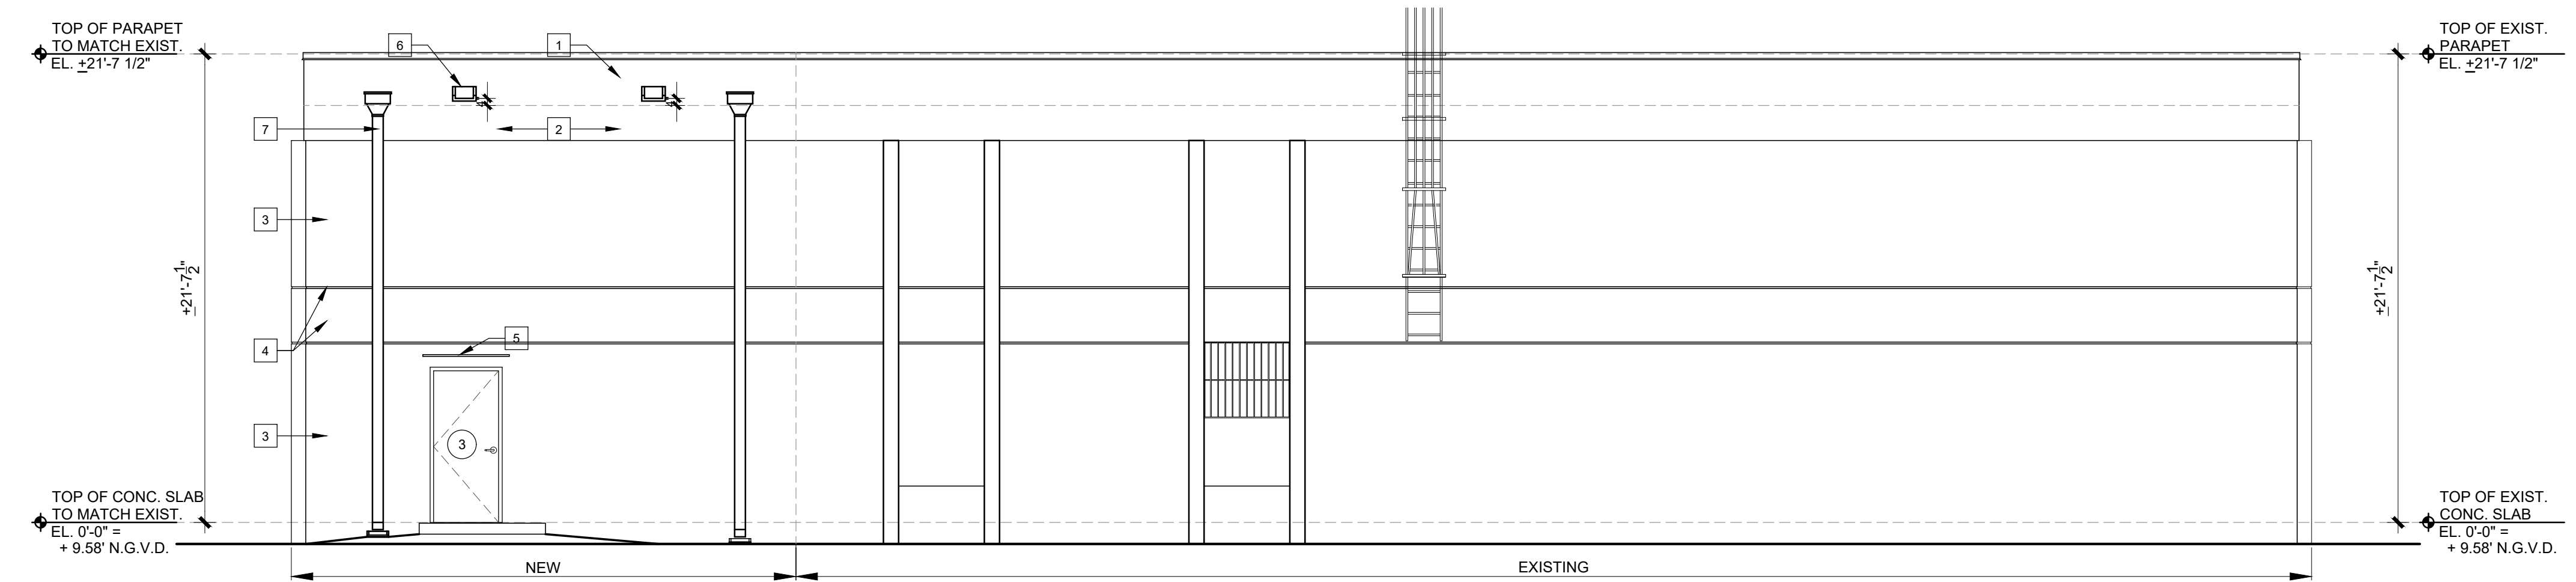 TOP OF PARAPET
TO MATCH EXIST.
EL. +21'-7 1/2"
6
1
TOP OF EXIST.
PARAPET
EL. +21'-7 1/2"
7
2
3
+21'-7 1/2"
+21'-7 1/2"
5
4
3
3
TOP OF CONC. SLAB
TO MATCH EXIST.
EL. 0'-0" =
+ 9.58' N.G.V.D.
TOP OF EXIST.
CONC. SLAB
EL. 0'-0" =
+ 9.58' N.G.V.D.
NEW
EXISTING